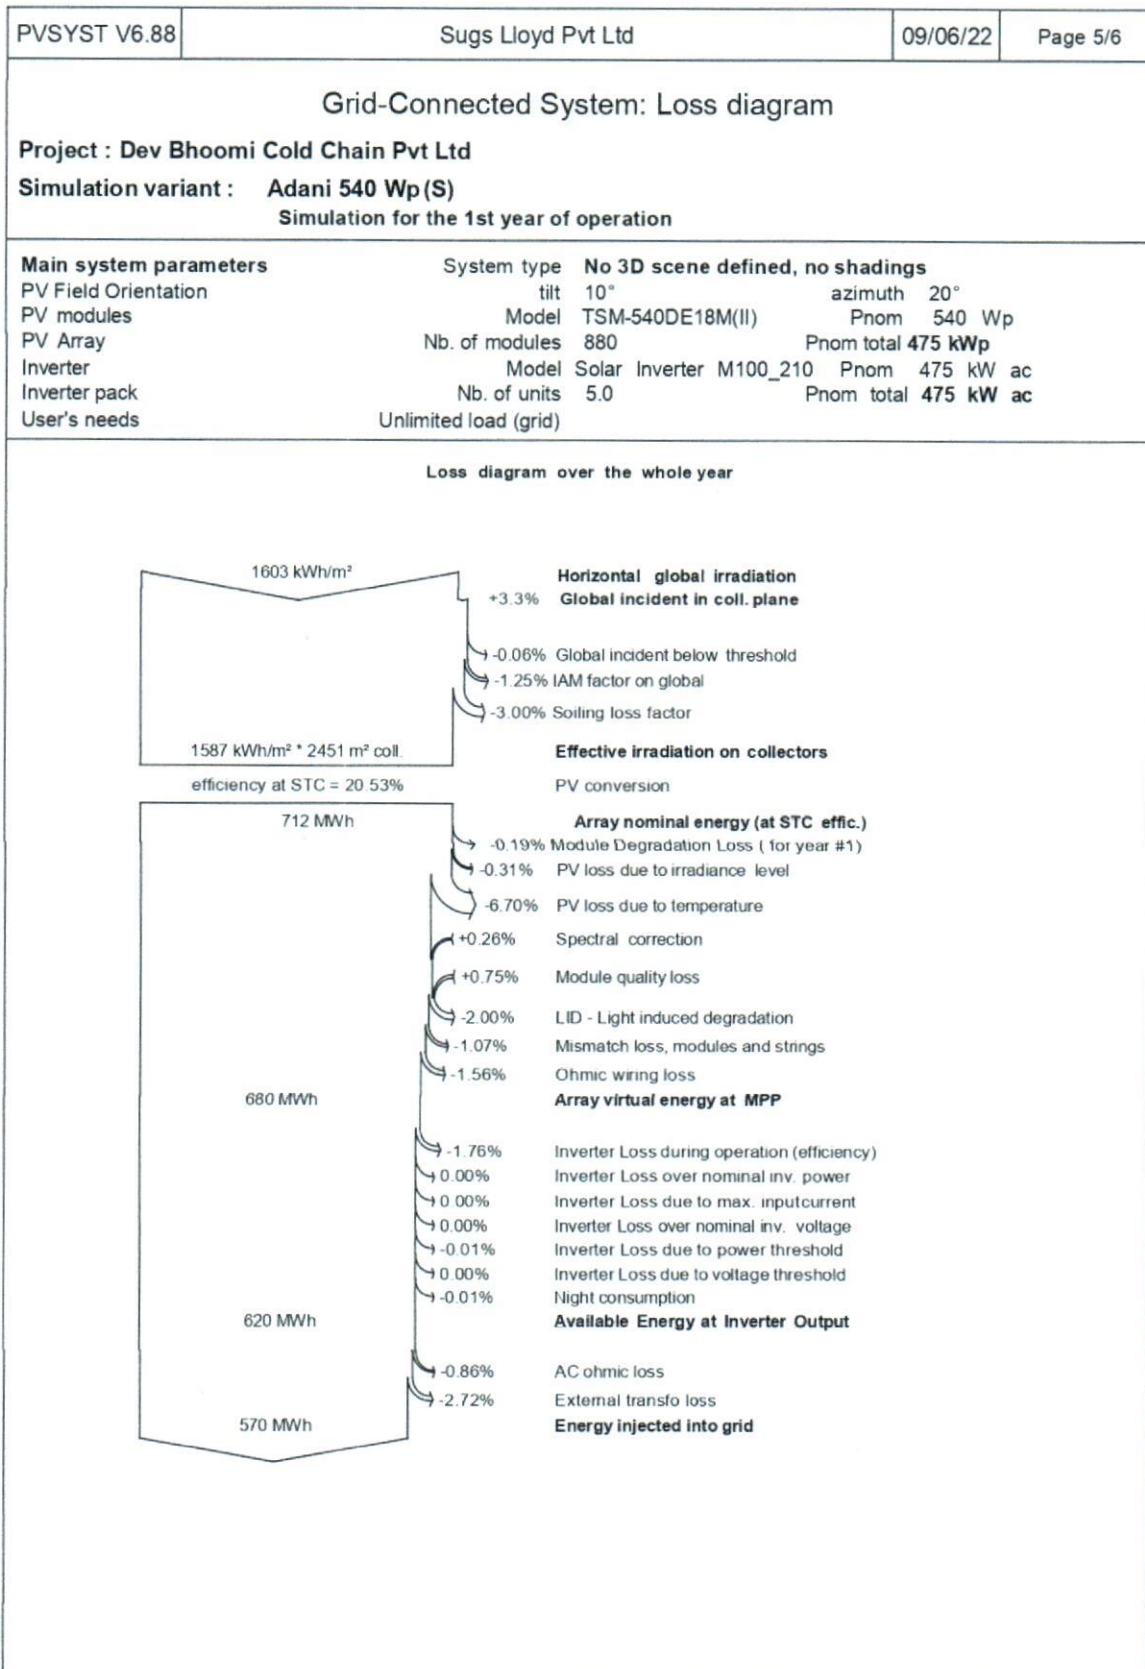 PVSYST V6.88 Sugs Lloyd Pvt Ltd 09/06/22 Page 5/6
Grid-Connected System: Loss diagram
Project : Dev Bhoomi Cold Chain Pvt Ltd
Simulation variant : Adani 540 Wp (S)
Simulation for the 1st year of operation
Main system parameters System type No 3D scene defined, no shadings
PV Field Orientation tilt 10° azimuth 20°
PV modules Model TSM-540DE18M(II) Pnom 540 Wp
PV Array Nb. of modules 880 Pnom total 475 kWp
Inverter Model Solar Inverter M100_210 Pnom 475 kW ac
Inverter pack Nb. of units 5.0 Pnom total 475 kW ac
User's needs Unlimited load (grid)
Loss diagram over the whole year
1603 kWh/m² Horizontal global irradiation
+3.3% Global incident in coll. plane
-0.06% Global incident below threshold
-1.25% IAM factor on global
-3.00% Soiling loss factor
1587 kWh/m² * 2451 m² coll. Effective irradiation on collectors
efficiency at STC = 20.53% PV conversion
712 MWh Array nominal energy (at STC effic.)
-0.19% Module Degradation Loss ( for year #1)
-0.31% PV loss due to irradiance level
-6.70% PV loss due to temperature
+0.26% Spectral correction
+0.75% Module quality loss
-2.00% LID - Light induced degradation
-1.07% Mismatch loss, modules and strings
-1.56% Ohmic wiring loss
680 MWh Array virtual energy at MPP
-1.76% Inverter Loss during operation (efficiency)
0.00% Inverter Loss over nominal inv. power
0.00% Inverter Loss due to max. inputcurrent
0.00% Inverter Loss over nominal inv. voltage
-0.01% Inverter Loss due to power threshold
0.00% Inverter Loss due to voltage threshold
-0.01% Night consumption
620 MWh Available Energy at Inverter Output
-0.86% AC ohmic loss
-2.72% External transfo loss
570 MWh Energy injected into grid